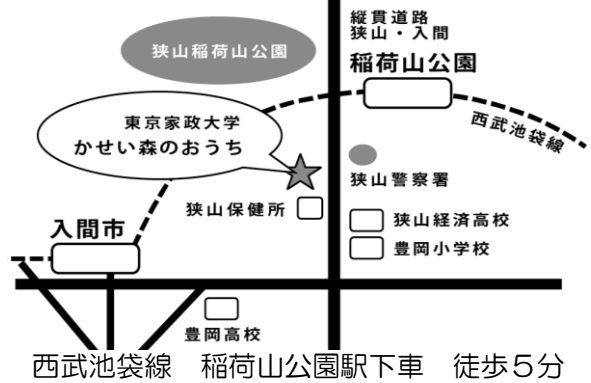 縦貫道路
狭山・入間
狭山稲荷山公園
稲荷山公園
西武池袋線
東京家政大学
かせい森のおうち
狭山警察署
狭山保健所
狭山経済高校
入間市
豊岡小学校
豊岡高校
西武池袋線　稲荷山公園駅下車　徒歩５分